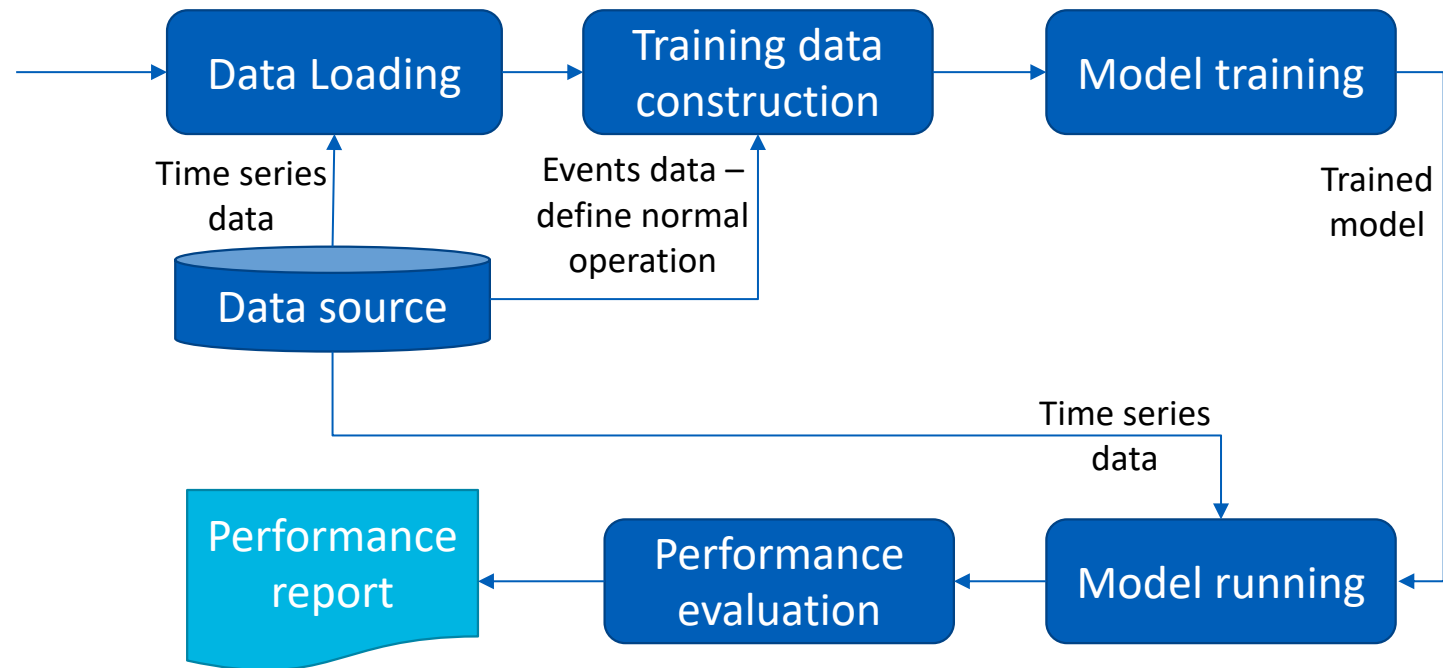 Data Loading
Training data
construction
Model training
Time series
data
Events data –
define normal
operation
Trained
model
Data source
Time series
data
Performance
report
Performance
evaluation
Model running